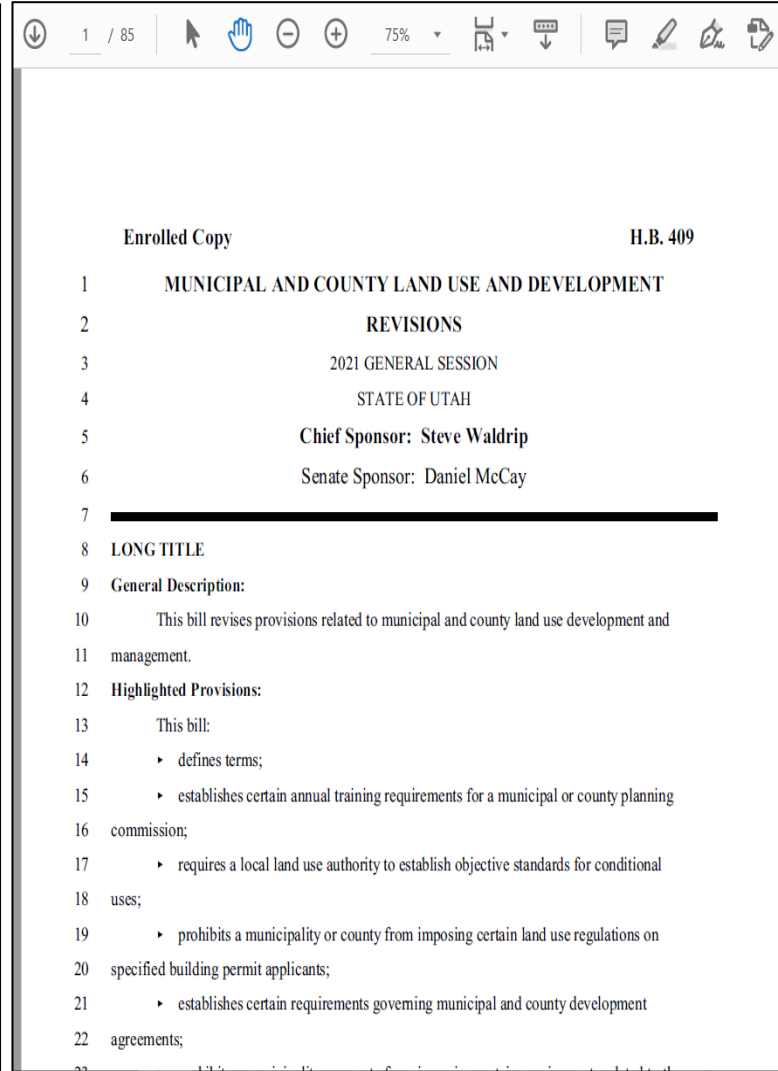 1 / 85 75%
Enrolled Copy H.B. 409
1 MUNICIPAL AND COUNTY LAND USE AND DEVELOPMENT
2 REVISIONS
3 2021 GENERAL SESSION
4 STATE OF UTAH
5 Chief Sponsor: Steve Waldrip
6 Senate Sponsor: Daniel McCay
7
8 LONG TITLE
9 General Description:
10 This bill revises provisions related to municipal and county land use development and
11 management.
12 Highlighted Provisions:
13 This bill:
14 ‣ defines terms;
15 ‣ establishes certain annual training requirements for a municipal or county planning
16 commission;
17 ‣ requires a local land use authority to establish objective standards for conditional
18 uses;
19 ‣ prohibits a municipality or county from imposing certain land use regulations on
20 specified building permit applicants;
21 ‣ establishes certain requirements governing municipal and county development
22 agreements;